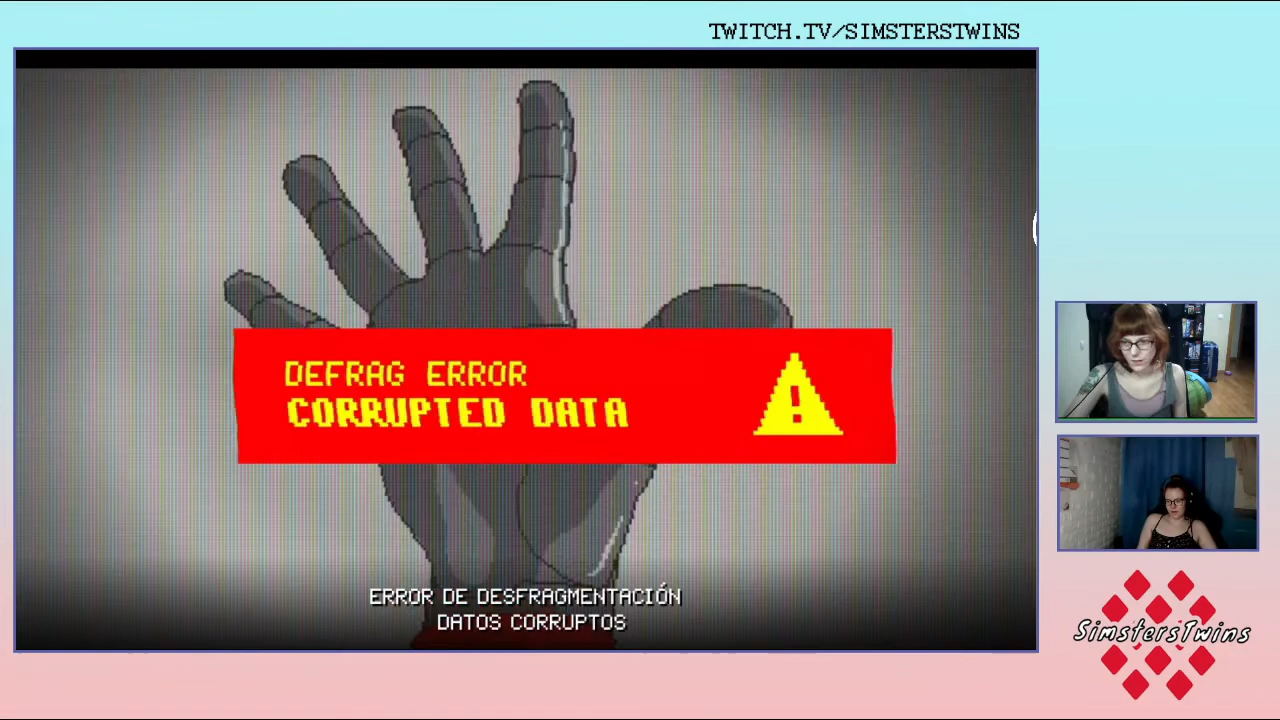 TWITCH.TV/SIMSTERSTWINS
DEFRAG ERROR
CORRUPTED DATA
ERROR DE DESFRAGMENTACIÓN
DATOS CORRUPTOS
SimstersTwins